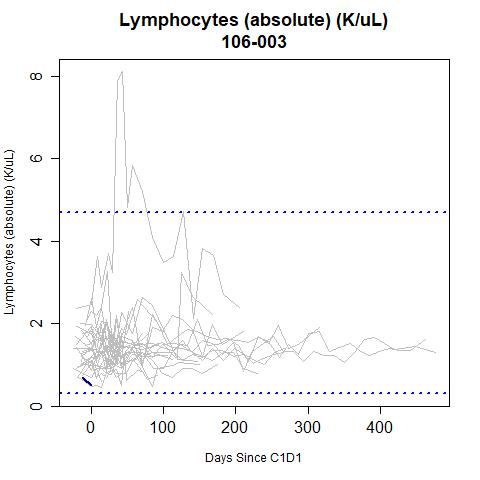 Lymphocytes (absolute) (K/uL)
106-003
Lymphocytes (absolute) (K/uL)
8
6
4
2
0
0 100 200 300 400
Days Since C1D1